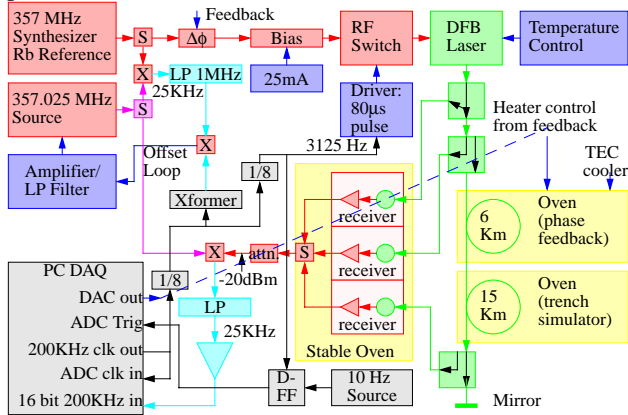 357 MHz
Synthesizer
Rb Reference
S
Feedback
Δϕ
Bias
25mA
RF
Switch
DFB
Laser
Temperature
Control
X
LP 1MHz
25KHz
357.025 MHz
Source
S
Driver:
80μs
pulse
Heater control
from feedback
TEC
cooler
Amplifier/
LP Filter
Offset
Loop
X
3125 Hz
1/8
Xformer
receiver
6
Km
Oven
(phase
feedback)
X
attn.
S
receiver
-20dBm
PC DAQ
1/8
DAC out
ADC Trig
200KHz clk out
ADC clk in
16 bit 200KHz in
LP
25KHz
receiver
Stable Oven
15
Km
Oven
(trench
simulator)
D-
FF
10 Hz
Source
Mirror